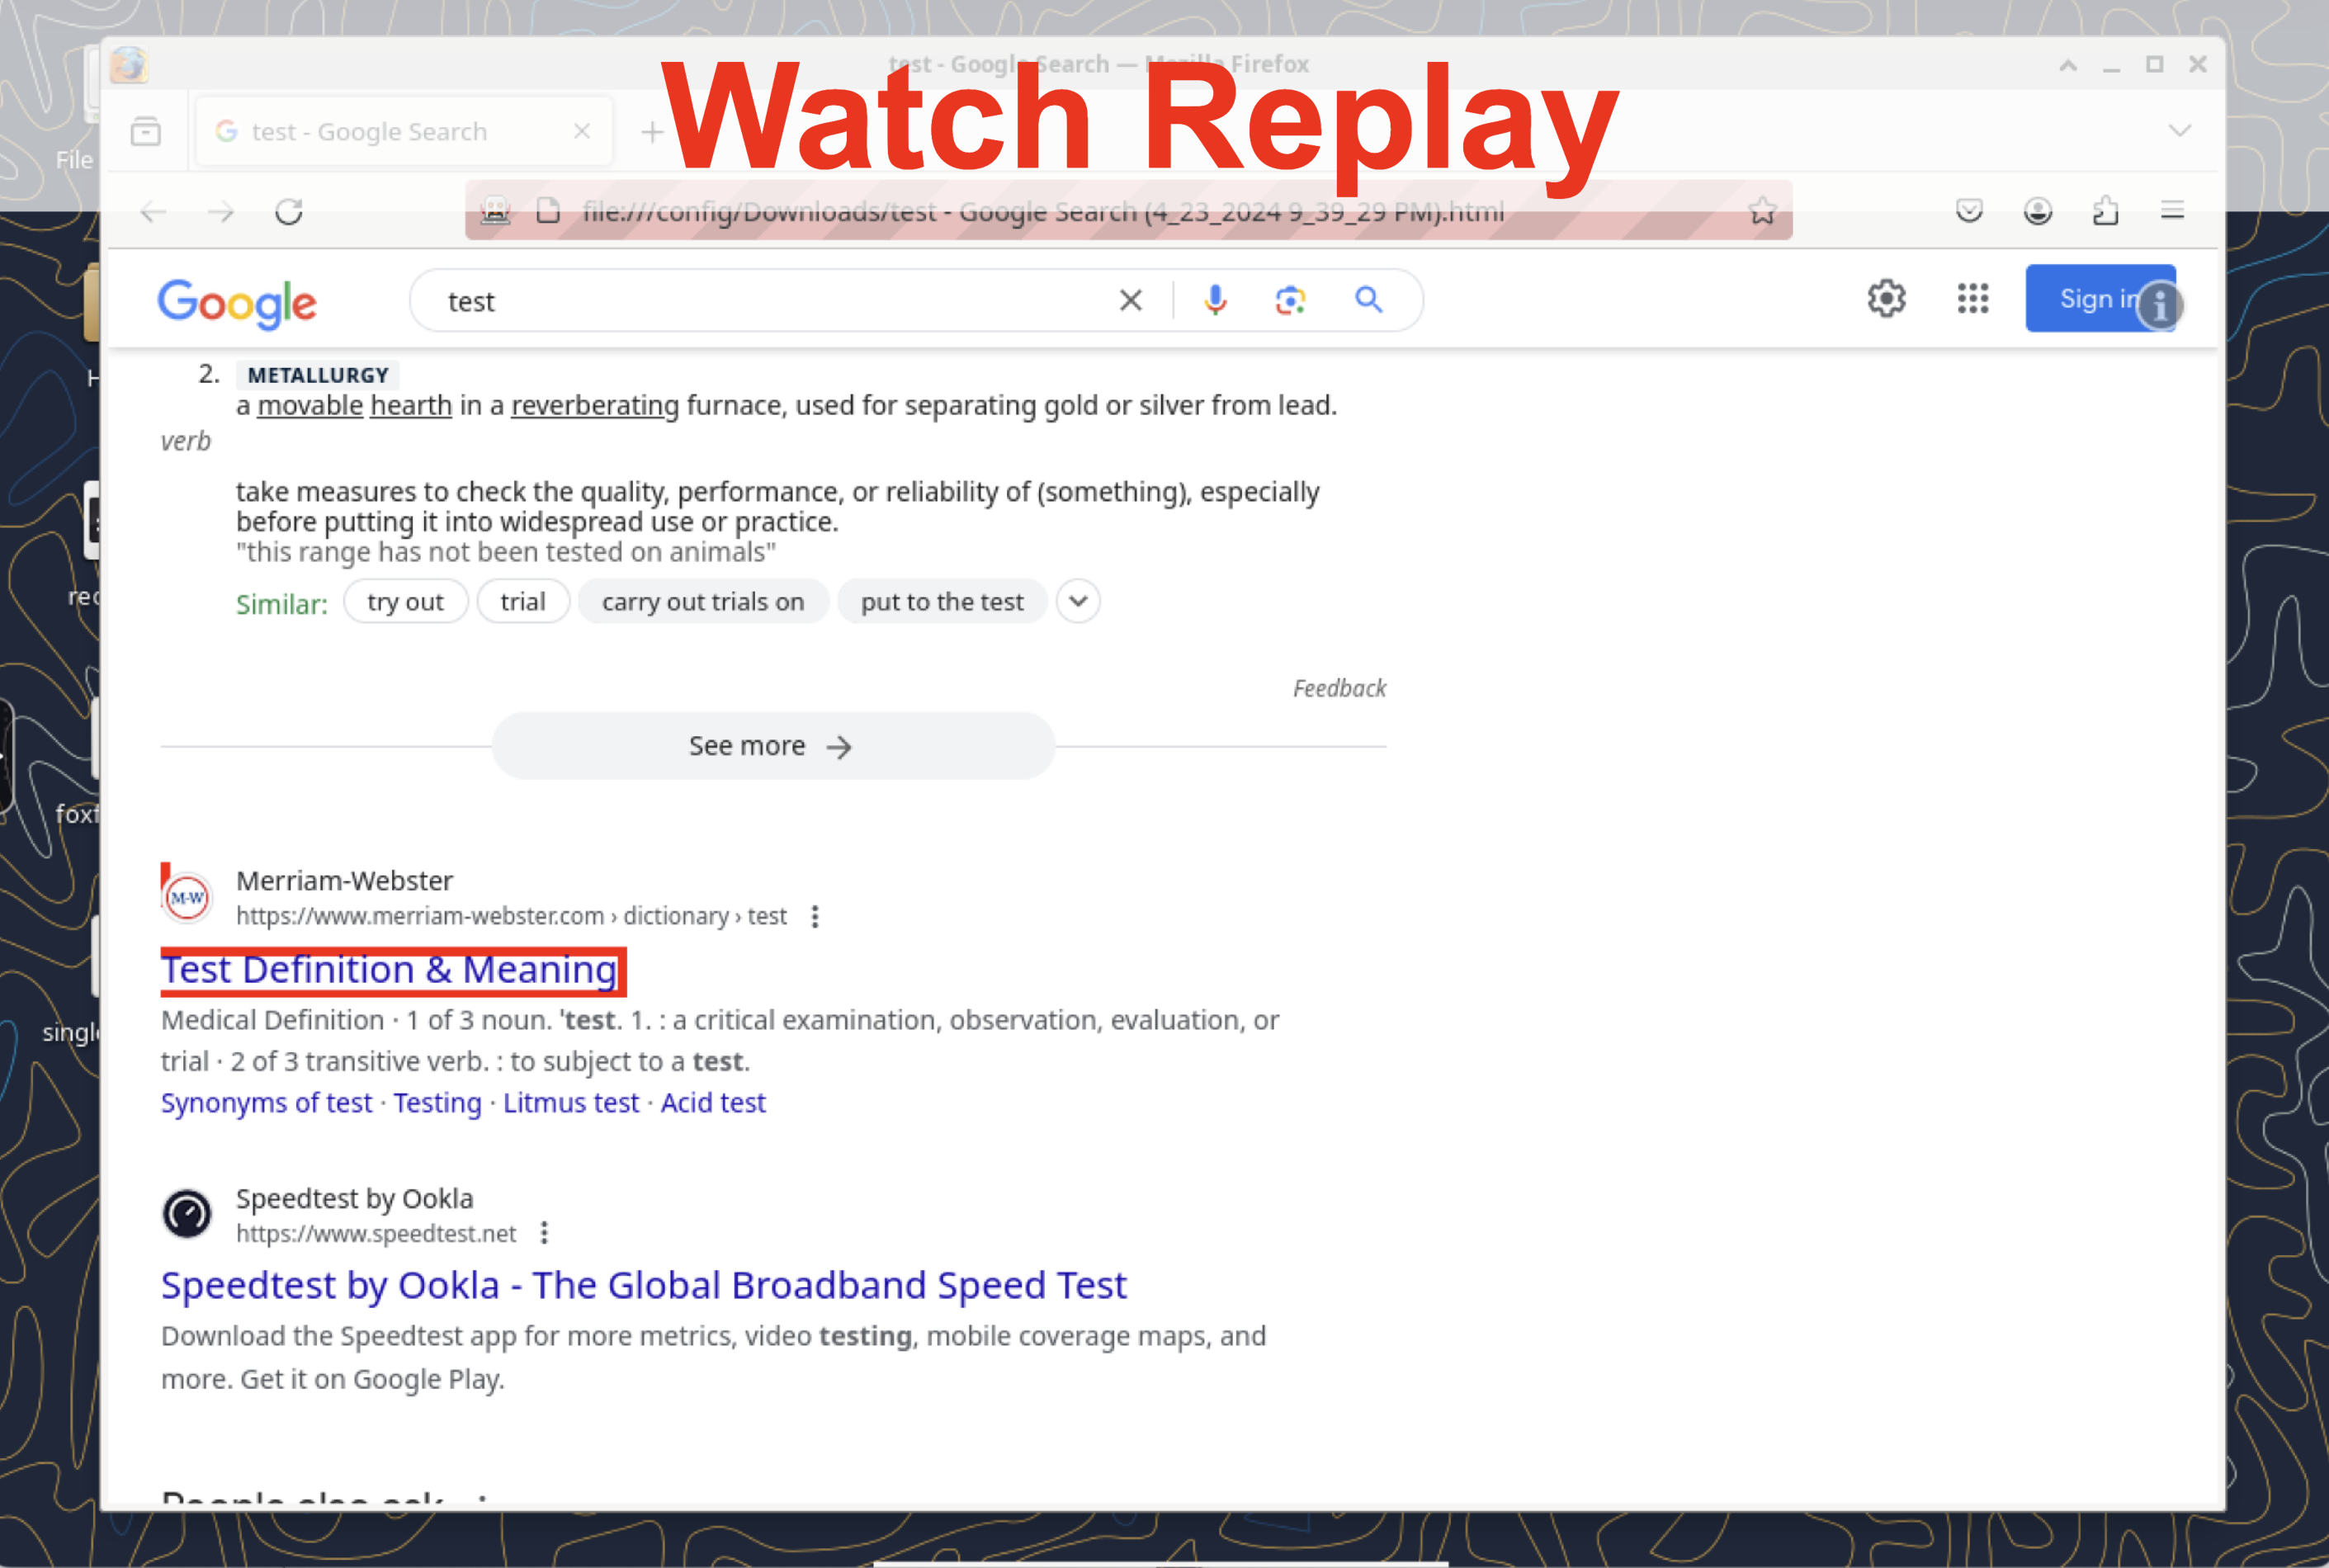 Watch Replay
test - Google Search — Mozilla Firefox
test - Google Search
File
file:///config/Downloads/test - Google Search (4_23_2024 9_39_29 PM).html
Google
test
Sign in
2. METALLURGY
a movable hearth in a reverberating furnace, used for separating gold or silver from lead.
verb
take measures to check the quality, performance, or reliability of (something), especially
before putting it into widespread use or practice.
"this range has not been tested on animals"
Similar: try out trial carry out trials on put to the test
Feedback
See more
M-W
Merriam-Webster
https://www.merriam-webster.com › dictionary › test
Test Definition & Meaning
Medical Definition · 1 of 3 noun. ˈtest. 1. : a critical examination, observation, evaluation, or
trial · 2 of 3 transitive verb. : to subject to a test.
Synonyms of test · Testing · Litmus test · Acid test
Speedtest by Ookla
https://www.speedtest.net
Speedtest by Ookla - The Global Broadband Speed Test
Download the Speedtest app for more metrics, video testing, mobile coverage maps, and
more. Get it on Google Play.
People also ask